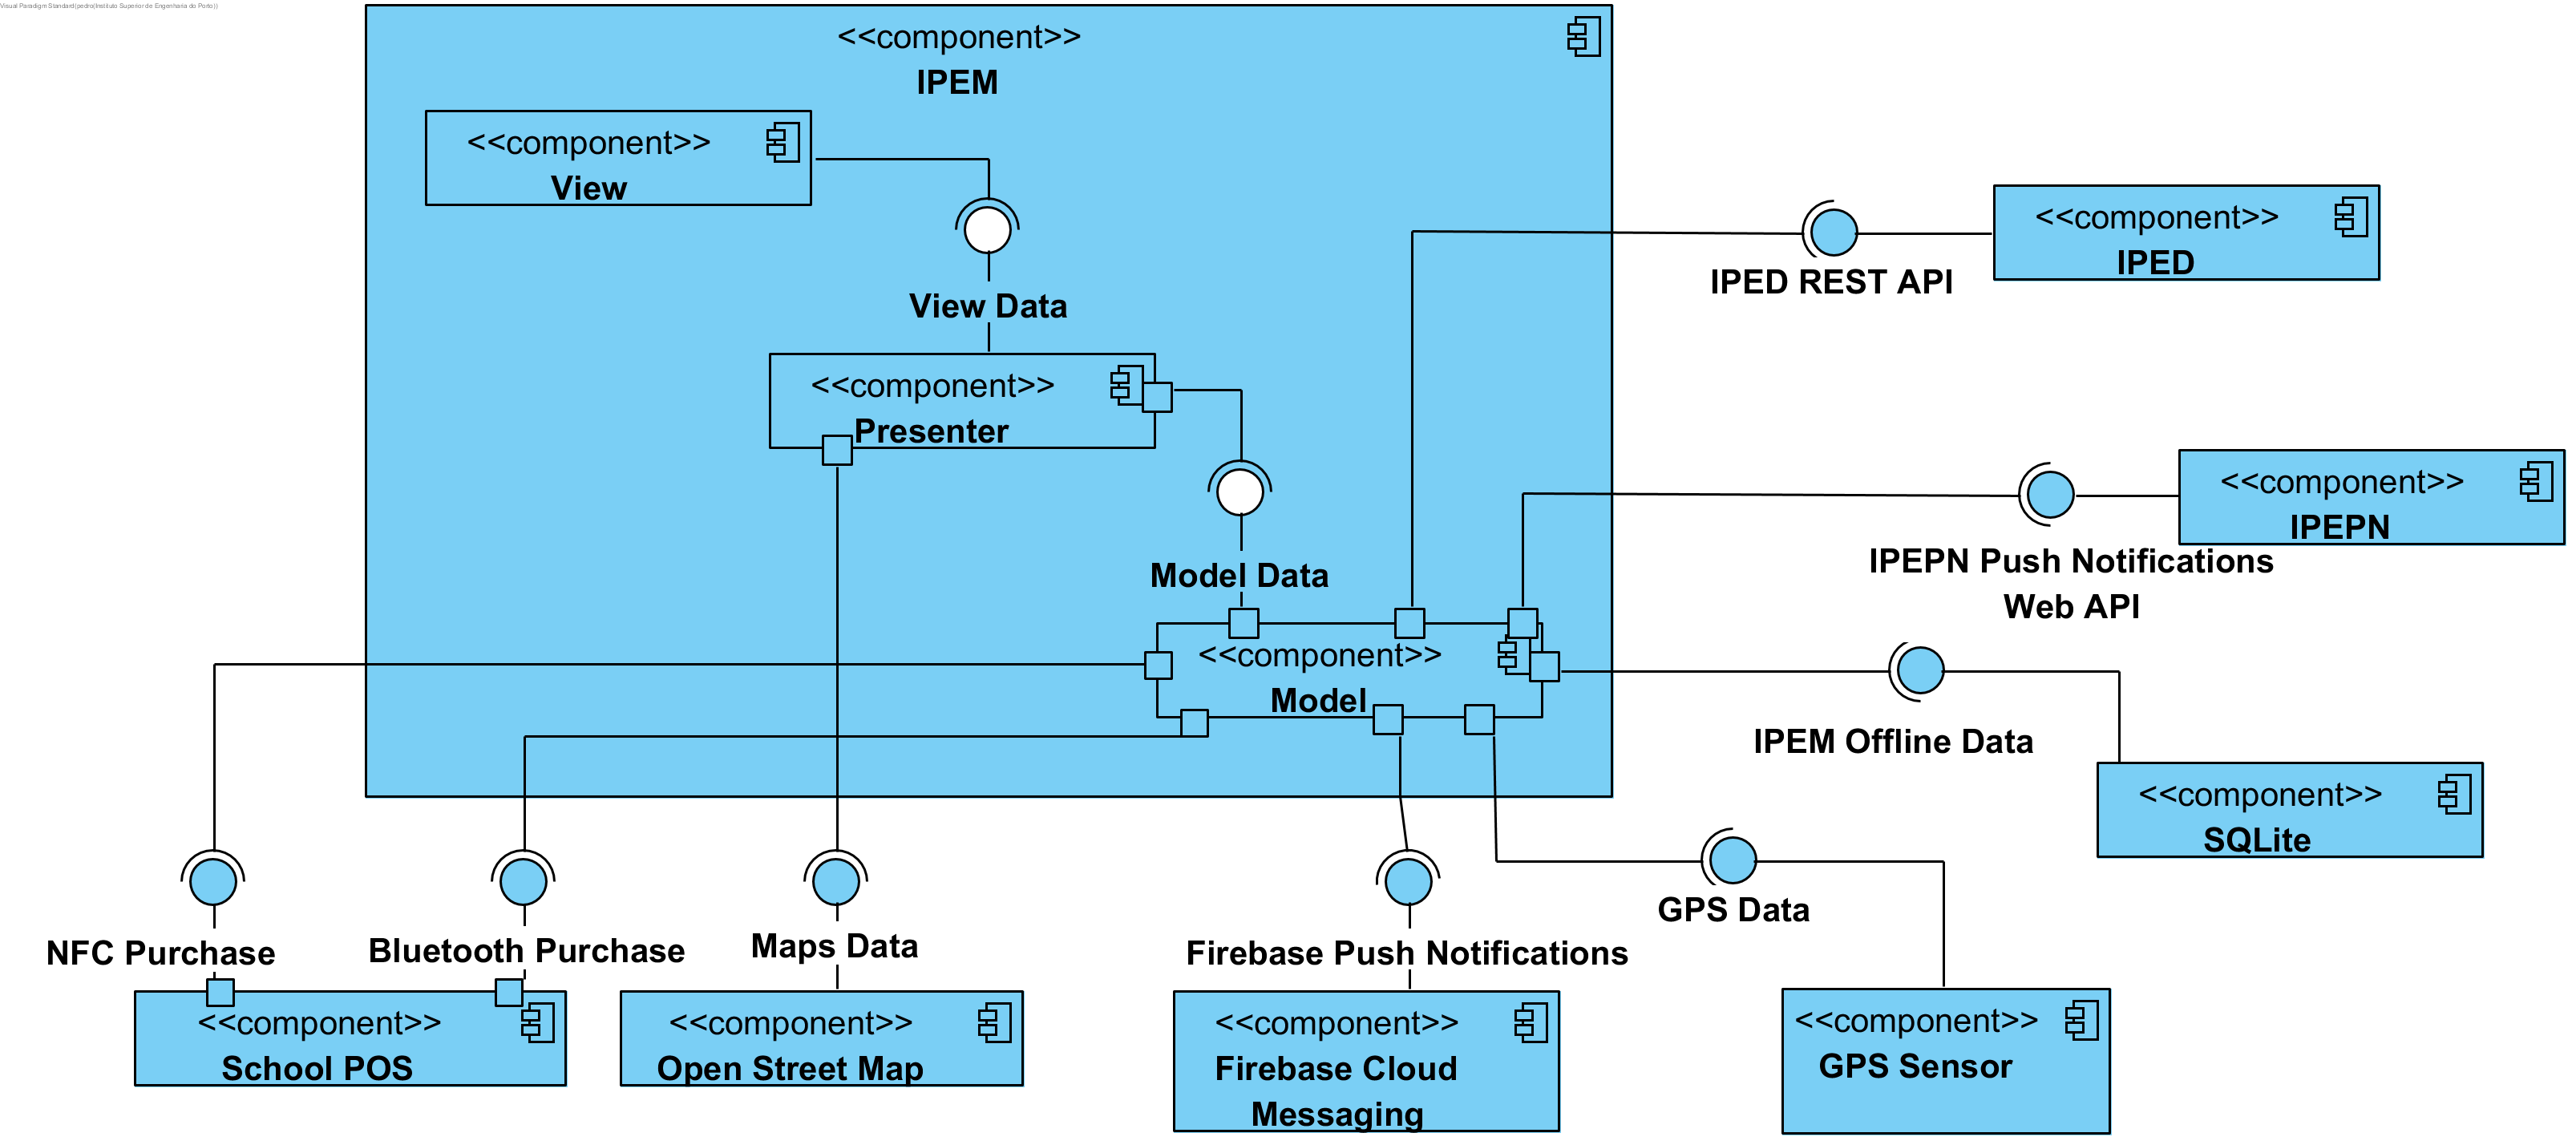 Visual Paradigm Standard(pedro(Instituto Superior de Engenharia do Porto))
<<component>>
IPEM
<<component>>
View
View Data
<<component>>
Presenter
Model Data
<<component>>
Model
IPED REST API
<<component>>
IPED
<<component>>
IPEPN
IPEPN Push Notifications
Web API
IPEM Offline Data
<<component>>
SQLite
NFC Purchase
Bluetooth Purchase
Maps Data
Firebase Push Notifications
GPS Data
<<component>>
School POS
<<component>>
Open Street Map
<<component>>
Firebase Cloud
Messaging
<<component>>
GPS Sensor